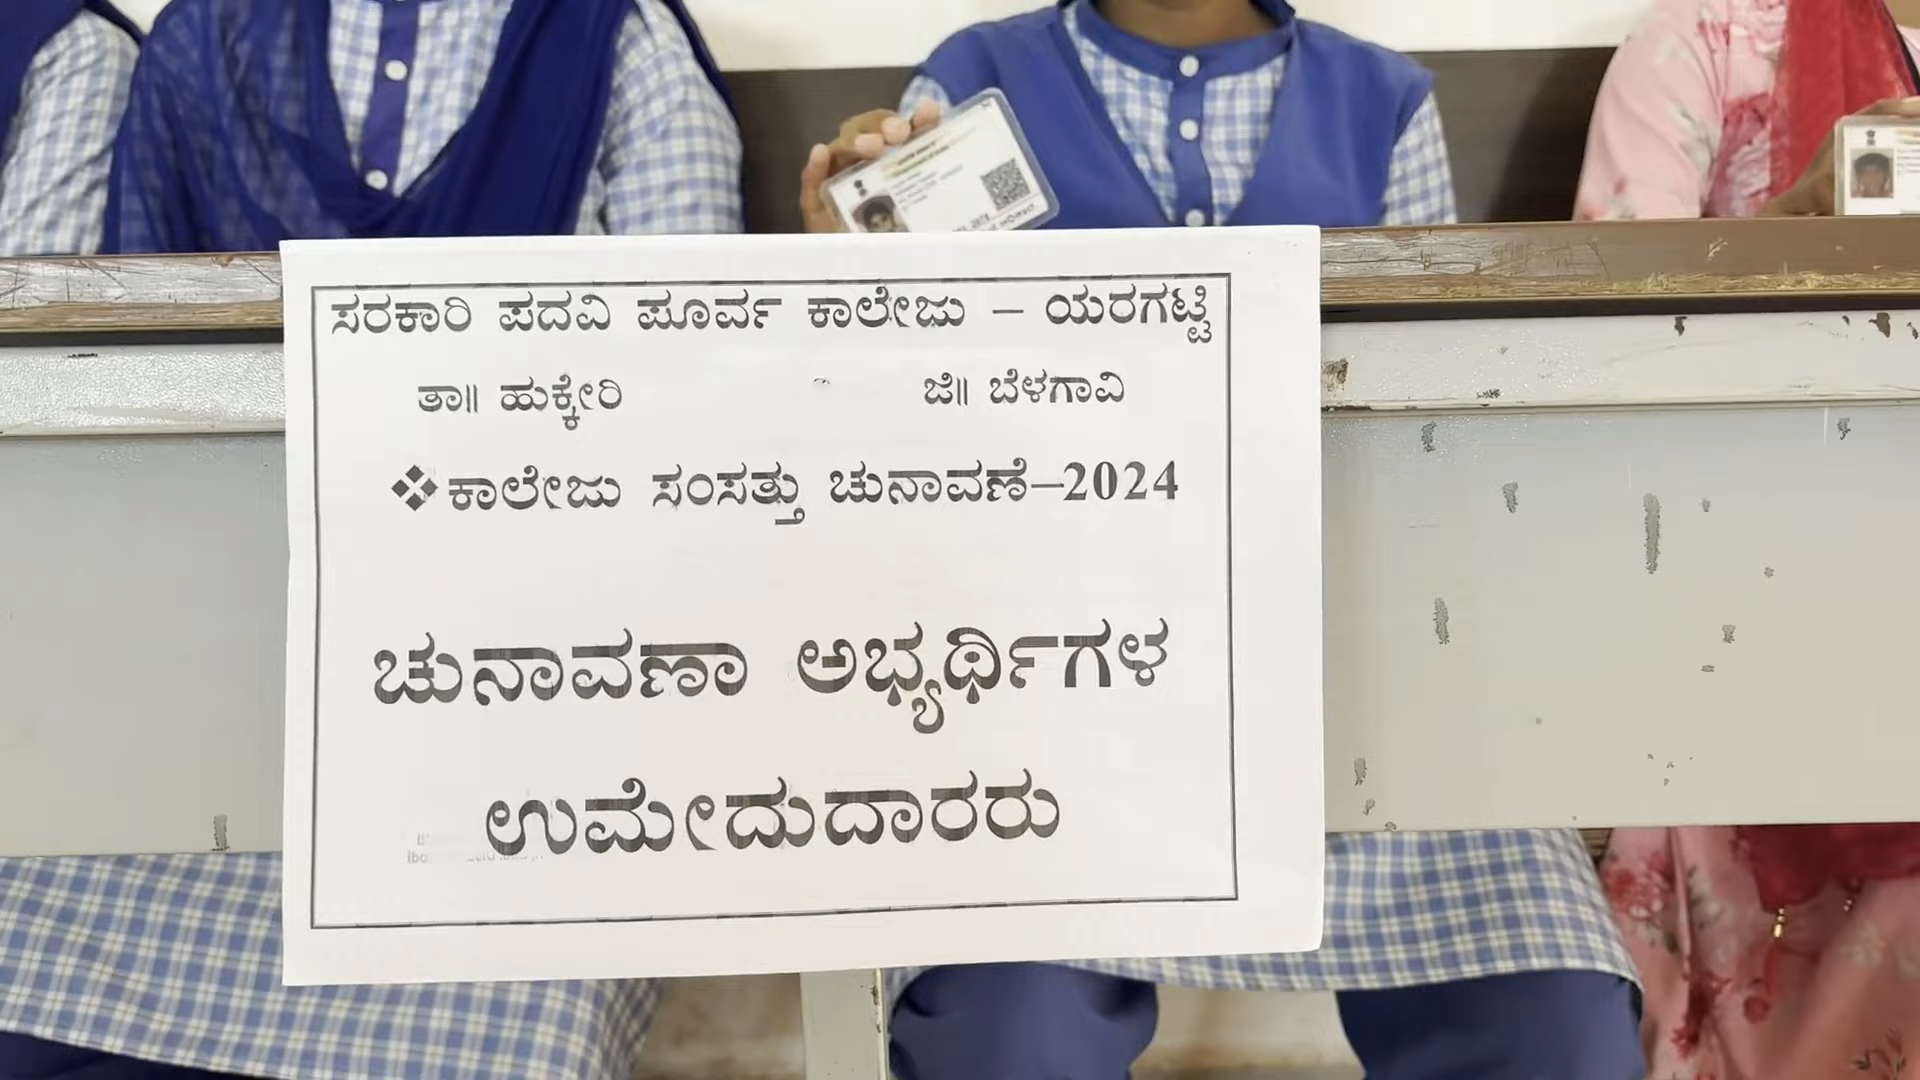 ಸರಕಾರಿ ಪದವಿ ಪೂರ್ವ ಕಾಲೇಜು – ಯರಗಟ್ಟಿ
ತಾ॥ ಹುಕ್ಕೇರಿ ಜಿ॥ ಬೆಳಗಾವಿ
❖ಕಾಲೇಜು ಸಂಸತ್ತು ಚುನಾವಣೆ–2024
ಚುನಾವಣಾ ಅಭ್ಯರ್ಥಿಗಳ
ಉಮೇದುದಾರರು